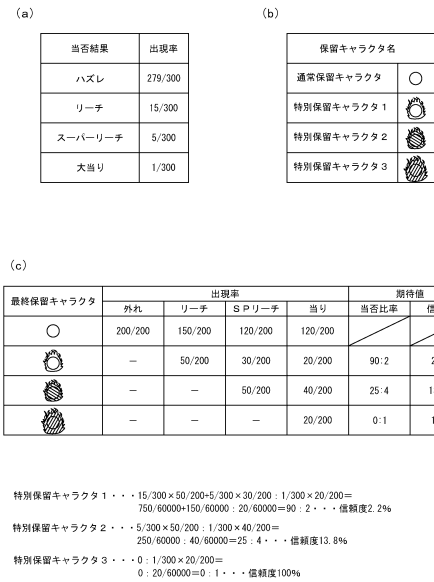 (a)
当否結果 出現率
ハズレ 279/300
リーチ 15/300
スーパーリーチ 5/300
大当り 1/300
(b)
保留キャラクタ名
通常保留キャラクタ
特別保留キャラクタ1
特別保留キャラクタ2
特別保留キャラクタ3
(c)
最終保留キャラクタ 出現率 期待値
外れ リーチ SPリーチ 当り 当否比率
200/200 150/200 120/200 120/200
― 50/200 30/200 20/200 90:2
― ― 50/200 40/200 25:4
― ― ― 20/200 0:1
特別保留キャラクタ1・・・15/300×50/200+5/300×30/200:1/300×20/200=
750/60000+150/60000:20/60000=90:2・・・信頼度2.2%
特別保留キャラクタ2・・・5/300×50/200:1/300×40/200=
250/60000:40/60000=25:4・・・信頼度13.8%
特別保留キャラクタ3・・・0:1/300×20/200=
0:20/60000=0:1・・・信頼度100%